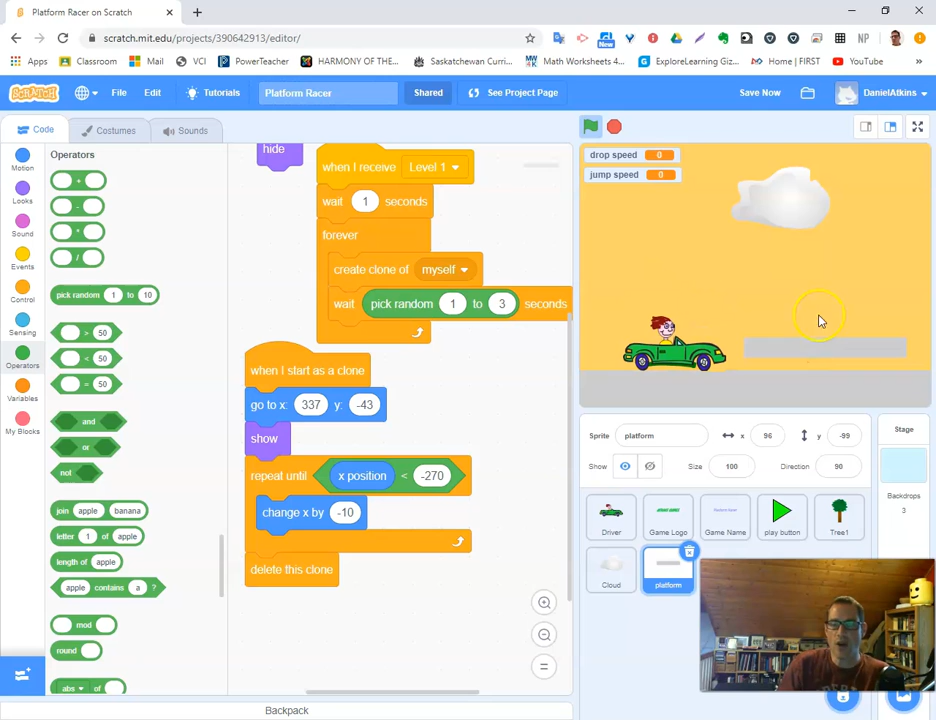 Platform Racer on Scratch
scratch.mit.edu/projects/390642913/editor/
New
NP
Apps
Classroom
Mail
VCI
PowerTeacher
HARMONY OF THE...
Saskatchewan Curri...
Math Worksheets 4...
ExploreLearning Giz...
Home | FIRST
YouTube
SCRATCH
File
Edit
Tutorials
Platform Racer
Shared
See Project Page
Save Now
DanielAtkins
Code
Costumes
Sounds
Motion
Looks
Sound
Events
Control
Sensing
Operators
Variables
My Blocks
Operators
+
-
*
/
pick random 1 to 10
> 50
< 50
= 50
and
or
not
join apple banana
letter 1 of apple
length of apple
apple contains a ?
mod
round
abs of
hide
when I receive Level 1
wait 1 seconds
forever
create clone of myself
wait pick random 1 to 3 seconds
when I start as a clone
go to x: 337 y: -43
show
repeat until x position < -270
change x by -10
delete this clone
Backpack
drop speed 0
jump speed 0
Sprite platform x 96 y -99
Show Size 100 Direction 90
Stage
Backdrops
3
Driver
Game Logo
Game Name
play button
Tree1
Cloud
platform